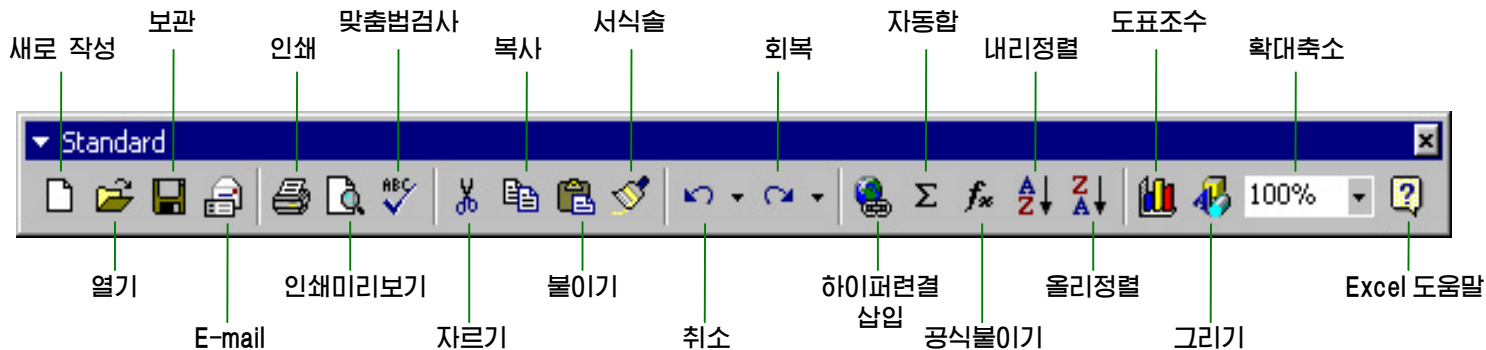 보관
맞춤법검사
서식솔
자동합
도표조수
새로 작성
인쇄
복사
회복
내리정렬
확대축소
Standard
ABC
Σ
fx
A
Z
Z
A
100%
?
열기
인쇄미리보기
붙이기
하이퍼련결
삽입
올리정렬
Excel 도움말
E-mail
자르기
취소
공식붙이기
그리기